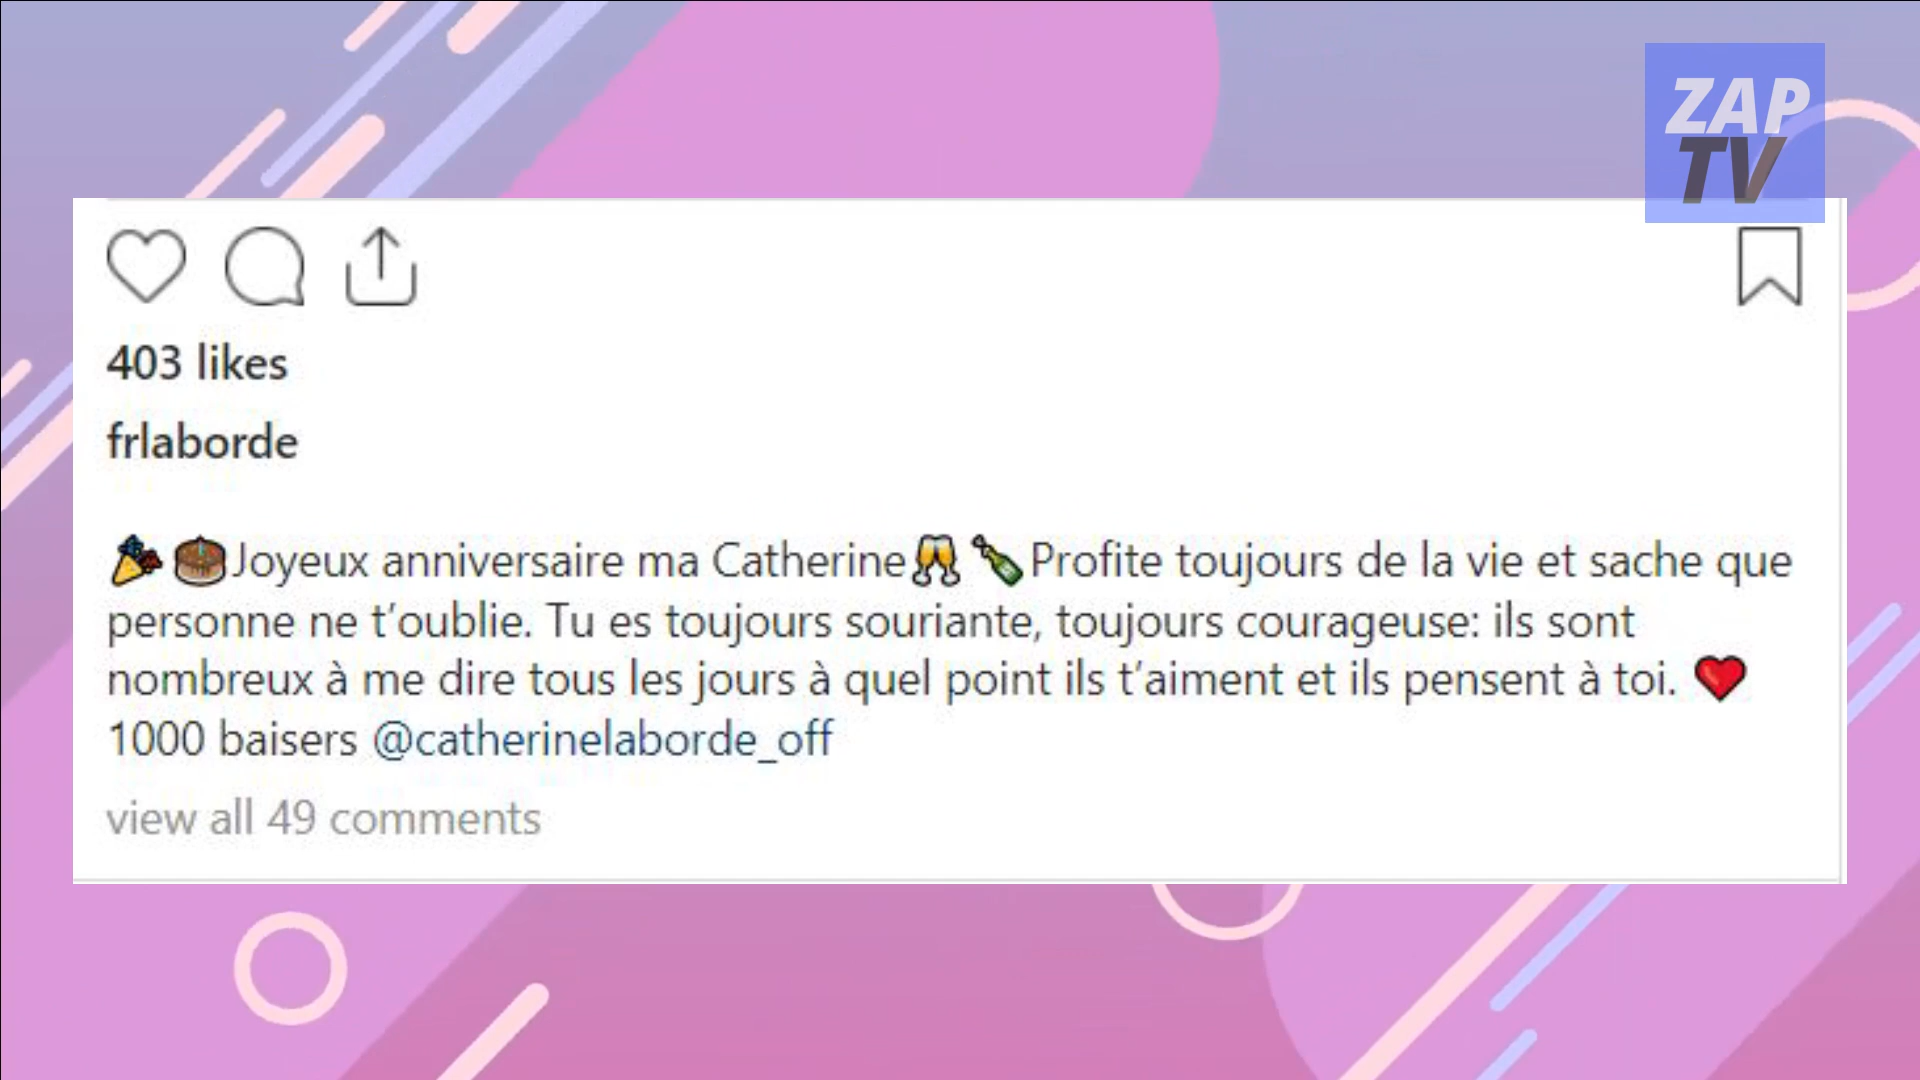 ZAP
TV
403 likes
frlaborde
🎉🎂Joyeux anniversaire ma Catherine🥂🍾Profite toujours de la vie et sache que
personne ne t’oublie. Tu es toujours souriante, toujours courageuse: ils sont
nombreux à me dire tous les jours à quel point ils t’aiment et ils pensent à toi. ❤️
1000 baisers @catherinelaborde_off
view all 49 comments